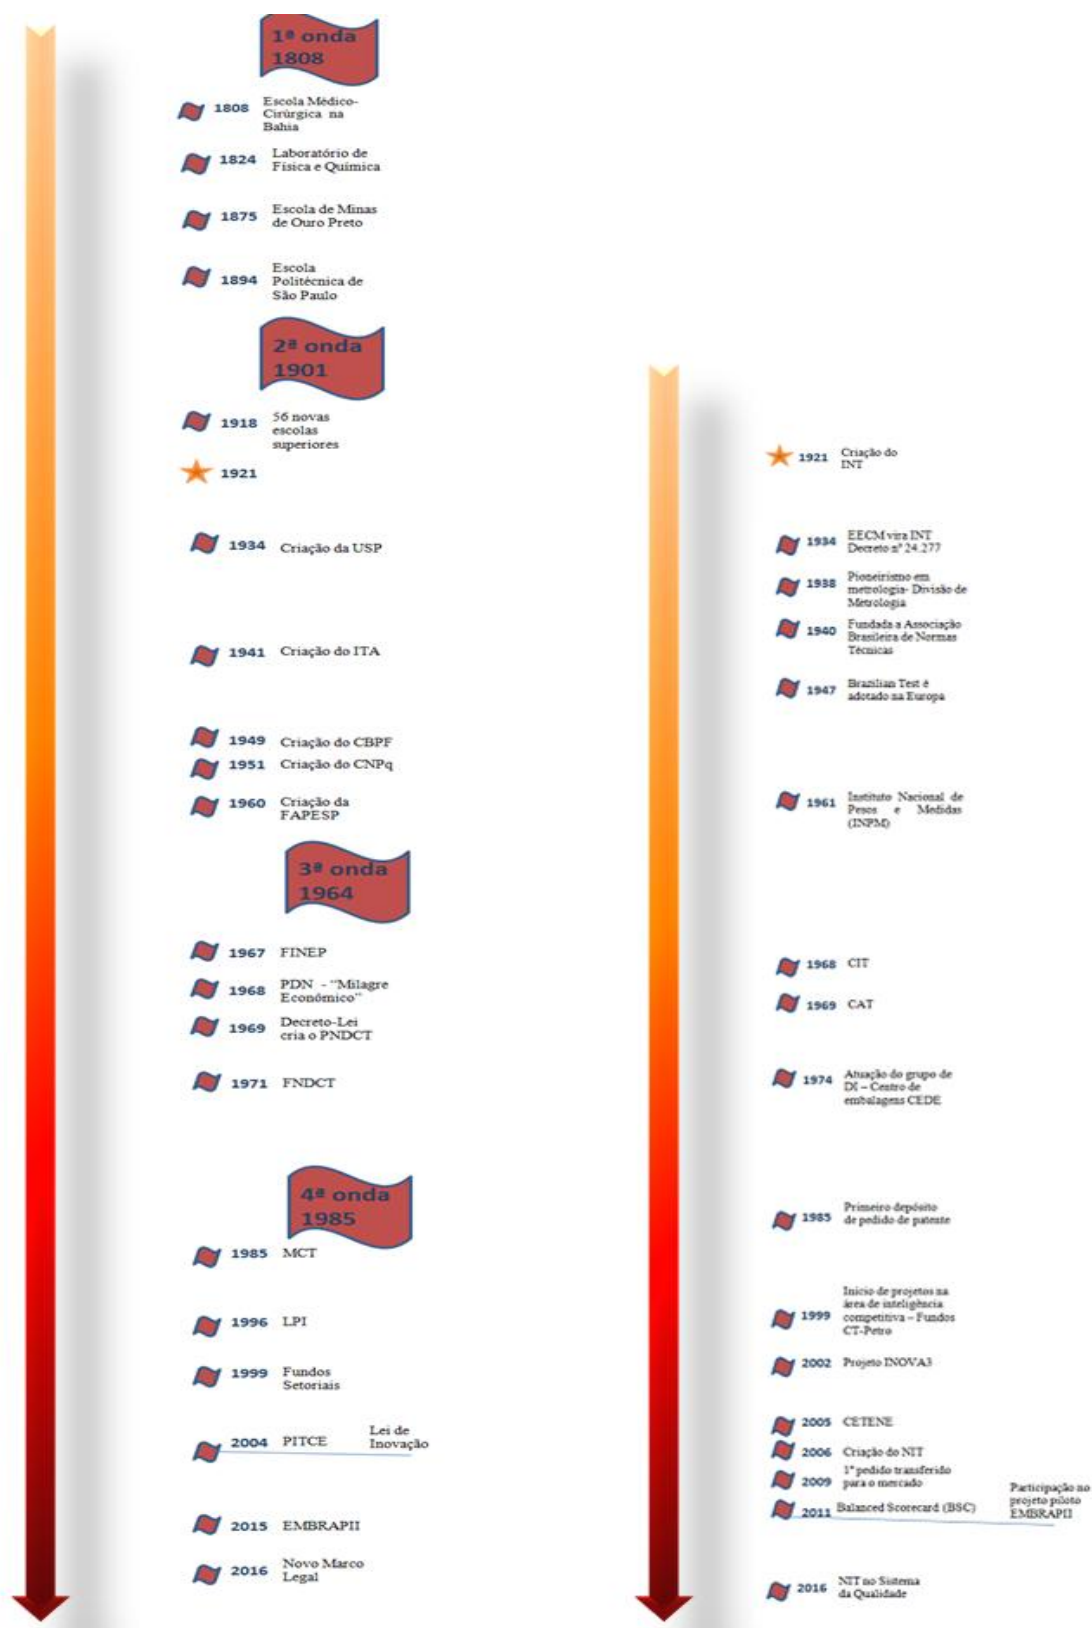 1ª onda
1808
1808
Escola Médico-
Cirúrgica na
Bahia
1824
Laboratório de
Física e Química
1875
Escola de Minas
de Ouro Preto
1894
Escola
Politécnica de
São Paulo
2ª onda
1901
1918
56 novas
escolas
superiores
1921
1934
Criação da USP
1941
Criação do ITA
1949
Criação do CBPF
1951
Criação do CNPq
1960
Criação da
FAPESP
3ª onda
1964
1967
FINEP
1968
PDN - “Milagre
Econômico”
1969
Decreto-Lei
cria o PNDCT
1971
FNDCT
4ª onda
1985
1985
MCT
1996
LPI
1999
Fundos
Setoriais
2004
PITCE
Lei de
Inovação
2015
EMBRAPII
2016
Novo Marco
Legal
1921
Criação do
INT
1934
EECM vira INT
Decreto nº 24.277
1938
Pioneirismo em
metrologia- Divisão de
Metrologia
1940
Fundada a Associação
Brasileira de Normas
Técnicas
1947
Brazilian Test é
adotado na Europa
1961
Instituto Nacional de
Pesos e Medidas
(INPM)
1968
CIT
1969
CAT
1974
Atuação do grupo de
DI – Centro de
embalagens CEDE
1985
Primeiro depósito
de pedido de patente
1999
Início de projetos na
área de inteligência
competitiva – Fundos
CT-Petro
2002
Projeto INOVA3
2005
CETENE
2006
Criação do NIT
2009
1º pedido transferido
para o mercado
2011
Balanced Scorecard (BSC)
Participação no
projeto piloto
EMBRAPII
2016
NIT no Sistema
da Qualidade